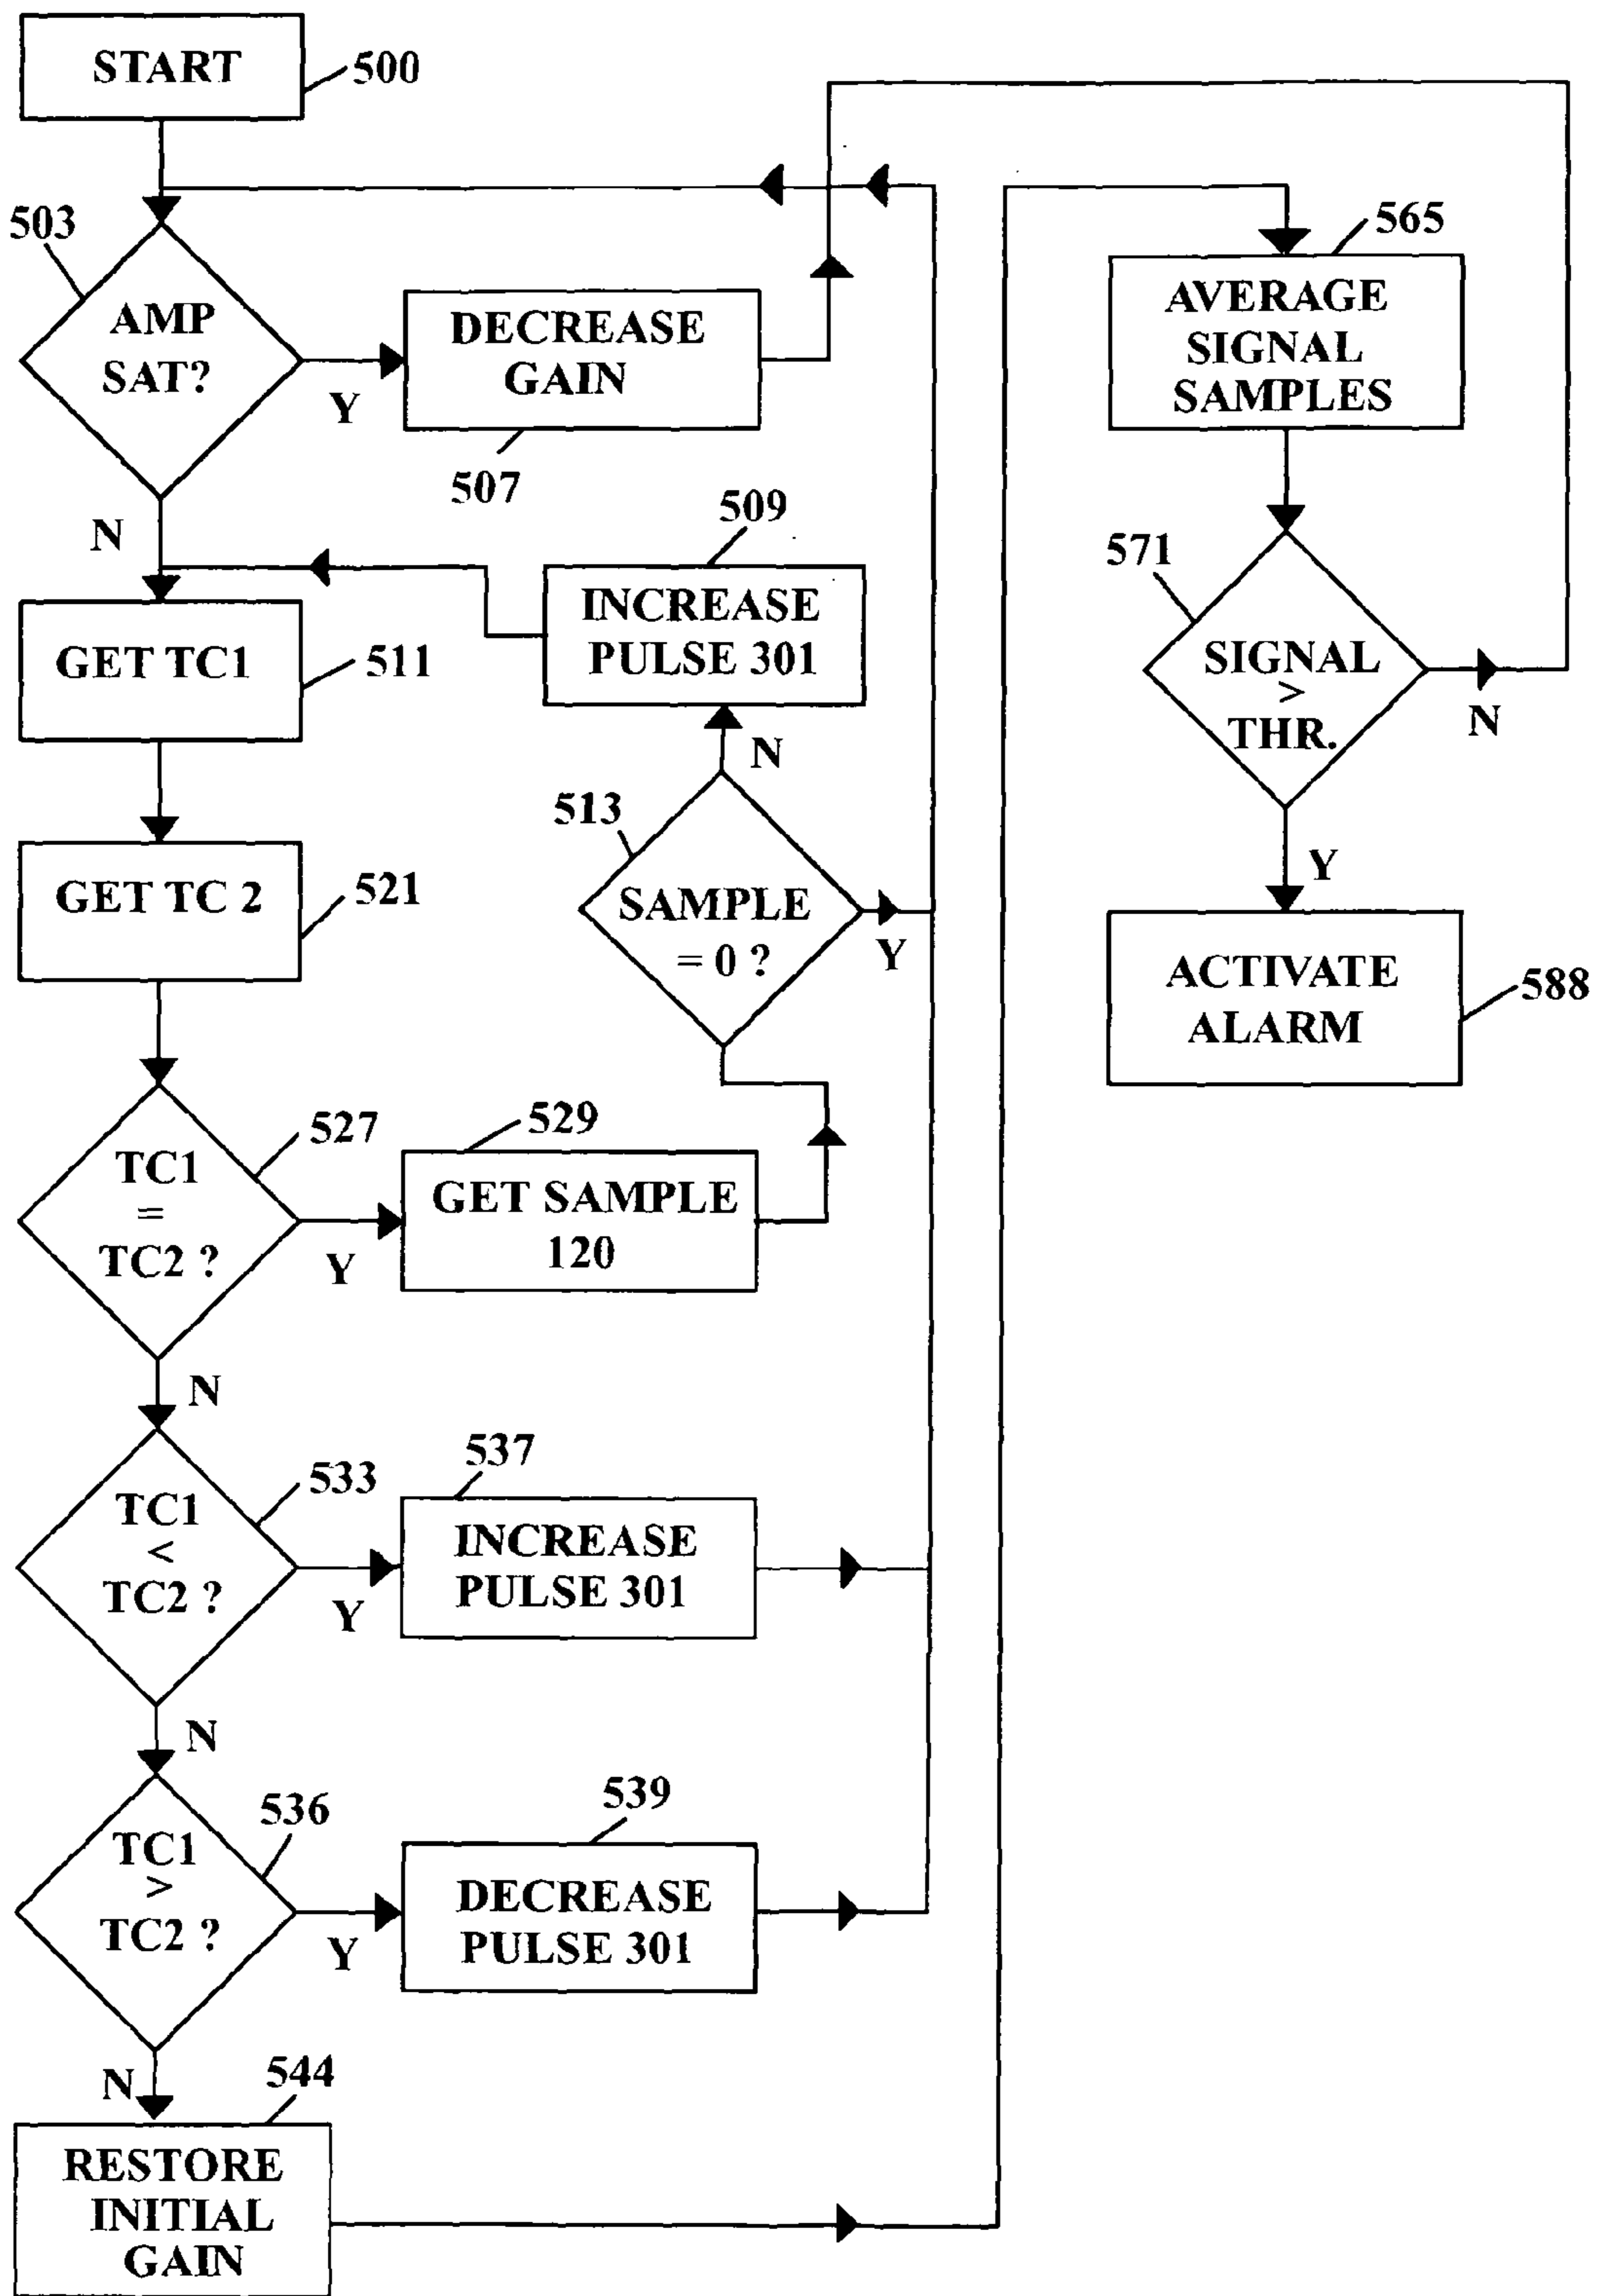 START
500
503
AMP
SAT?
Y
N
DECREASE
GAIN
507
509
INCREASE
PULSE 301
GET TC1
511
N
513
SAMPLE
= 0 ?
Y
GET TC 2
521
527
TC1
=
TC2 ?
Y
N
529
GET SAMPLE
120
533
TC1
<
TC2 ?
Y
N
537
INCREASE
PULSE 301
536
TC1
>
TC2 ?
Y
N
539
DECREASE
PULSE 301
544
RESTORE
INITIAL
GAIN
565
AVERAGE
SIGNAL
SAMPLES
571
SIGNAL
>
THR.
N
Y
ACTIVATE
ALARM
588